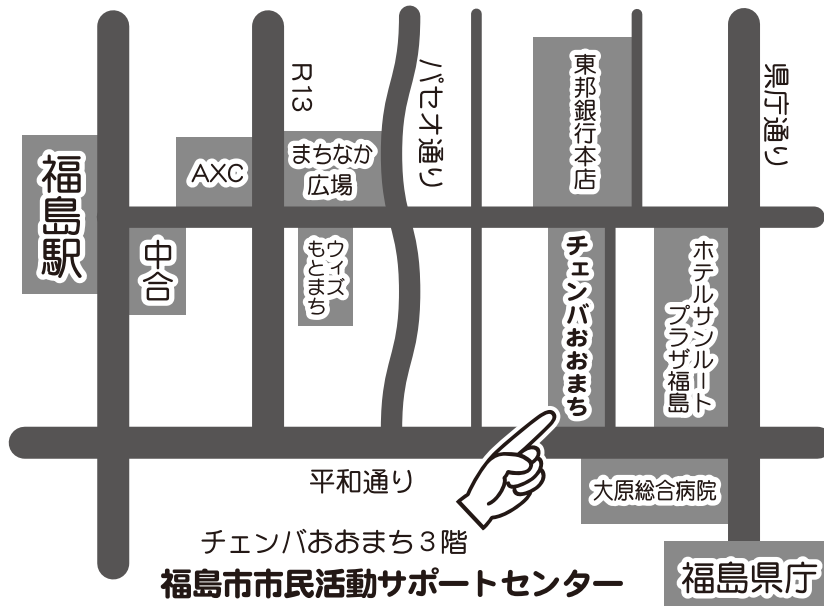 R13
パセオ通り
東邦銀行本店
県庁通り
福島駅
AXC
まちなか
広場
中合
ウィズ
もとまち
チェンバおおまち
ホテルサンルート
プラザ福島
平和通り
大原総合病院
チェンバおおまち3階
福島市市民活動サポートセンター
福島県庁